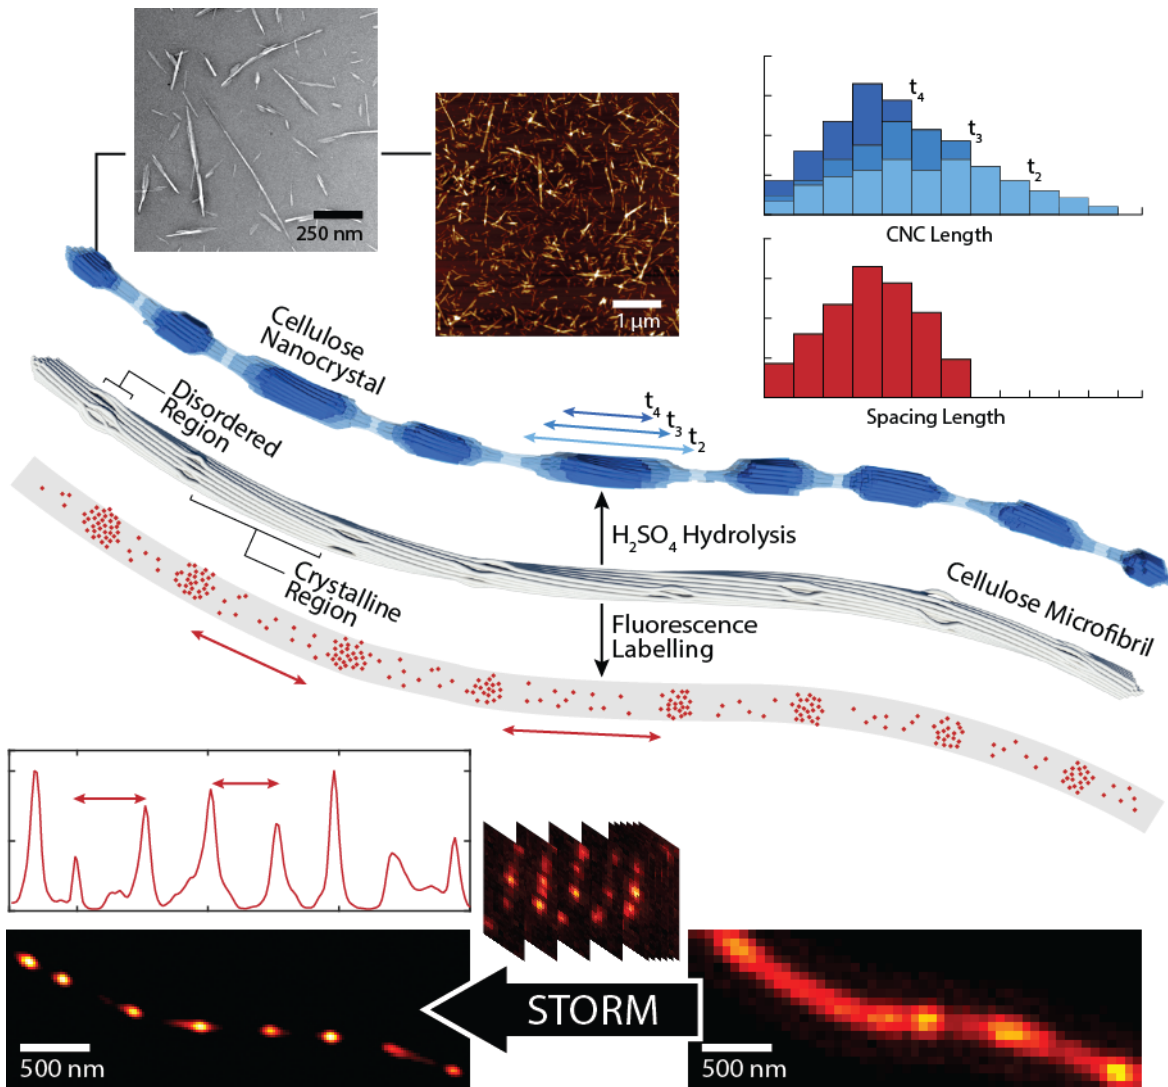 250 nm
1 μm
t₄
t₃
t₂
CNC Length
Spacing Length
Cellulose
Nanocrystal
Disordered
Region
t₄
t₃
t₂
H₂SO₄ Hydrolysis
Crystalline
Region
Fluorescence
Labelling
Cellulose Microfibril
STORM
500 nm
500 nm